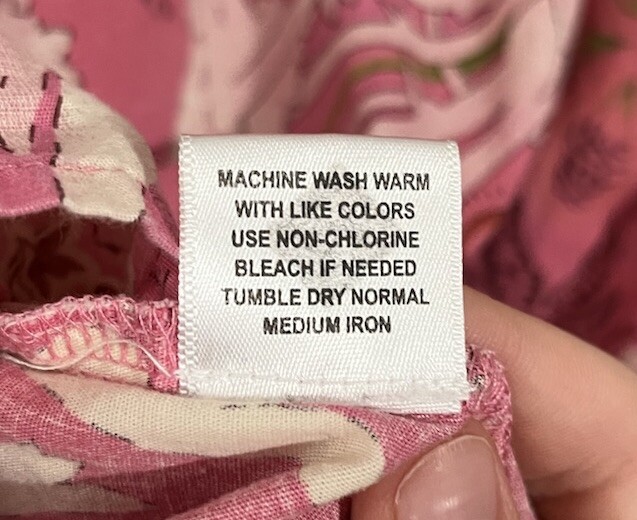 MACHINE WASH WARM
WITH LIKE COLORS
USE NON-CHLORINE
BLEACH IF NEEDED
TUMBLE DRY NORMAL
MEDIUM IRON